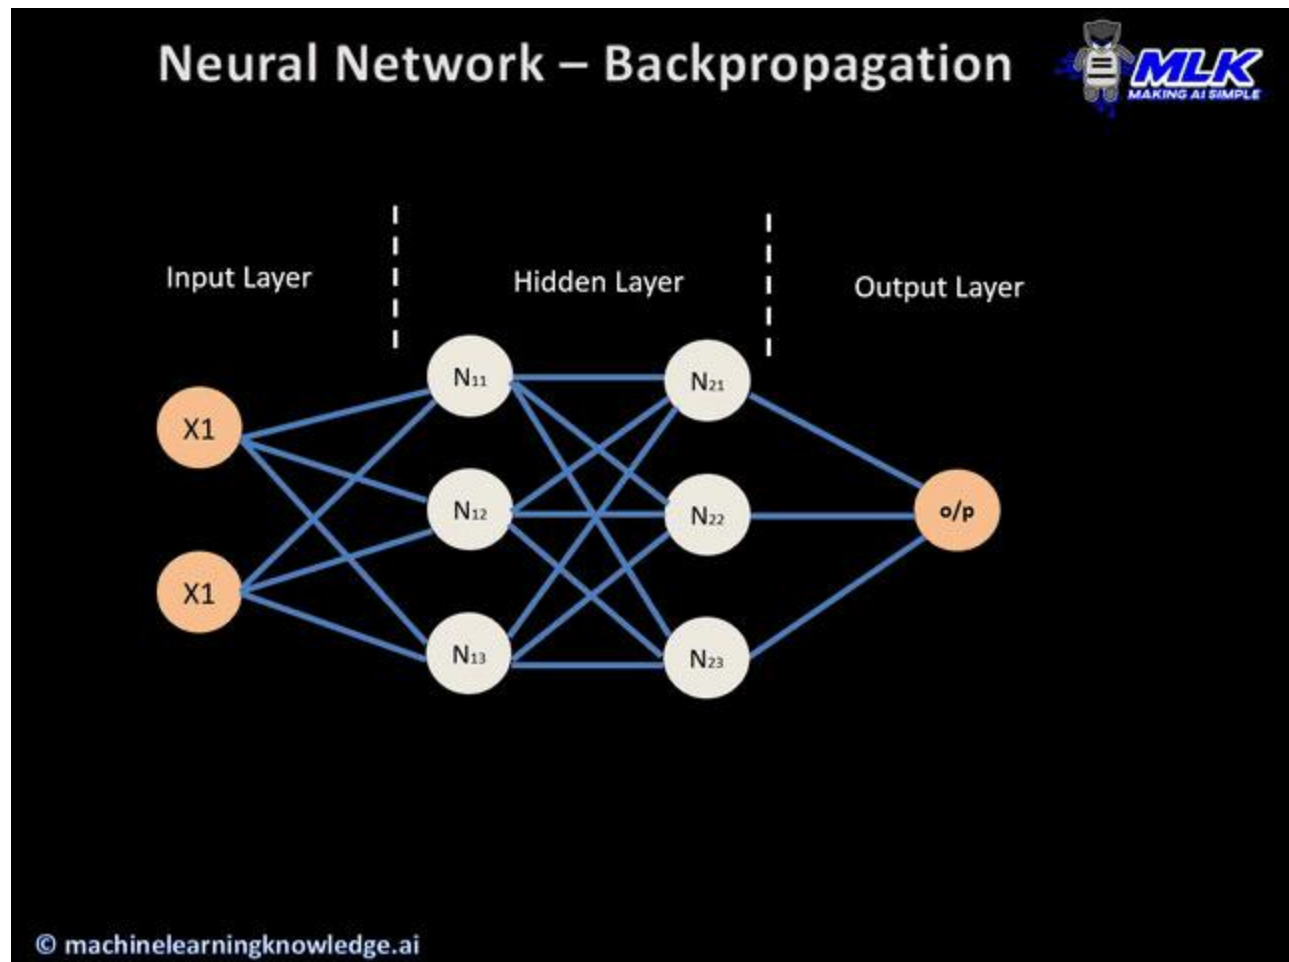 Neural Network – Backpropagation
MLK
MAKING AI SIMPLE
Input Layer
Hidden Layer
Output Layer
N₁₁
N₂₁
X1
N₁₂
N₂₂
o/p
X1
N₁₃
N₂₃
© machinelearningknowledge.ai